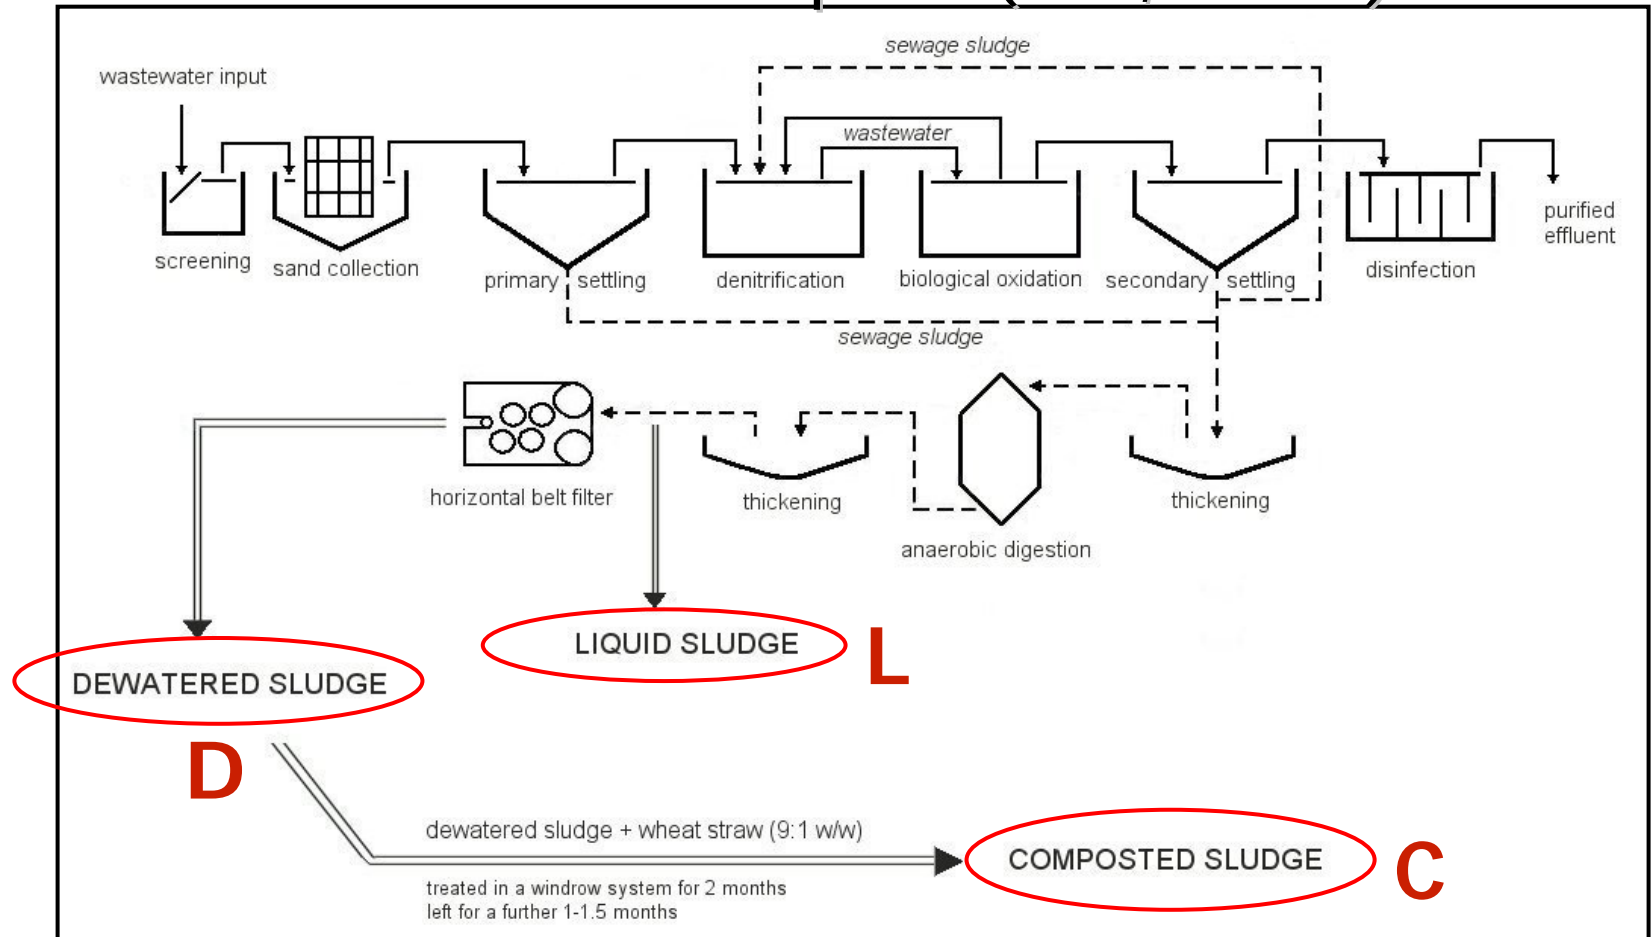 sewage sludge
wastewater input
wastewater
purified
effluent
screening
sand collection
primary settling
denitrification
biological oxidation
secondary settling
disinfection
sewage sludge
horizontal belt filter
thickening
anaerobic digestion
thickening
LIQUID SLUDGE
L
DEWATERED SLUDGE
D
dewatered sludge + wheat straw (9:1 w/w)
COMPOSTED SLUDGE
C
treated in a windrow system for 2 months
left for a further 1-1.5 months